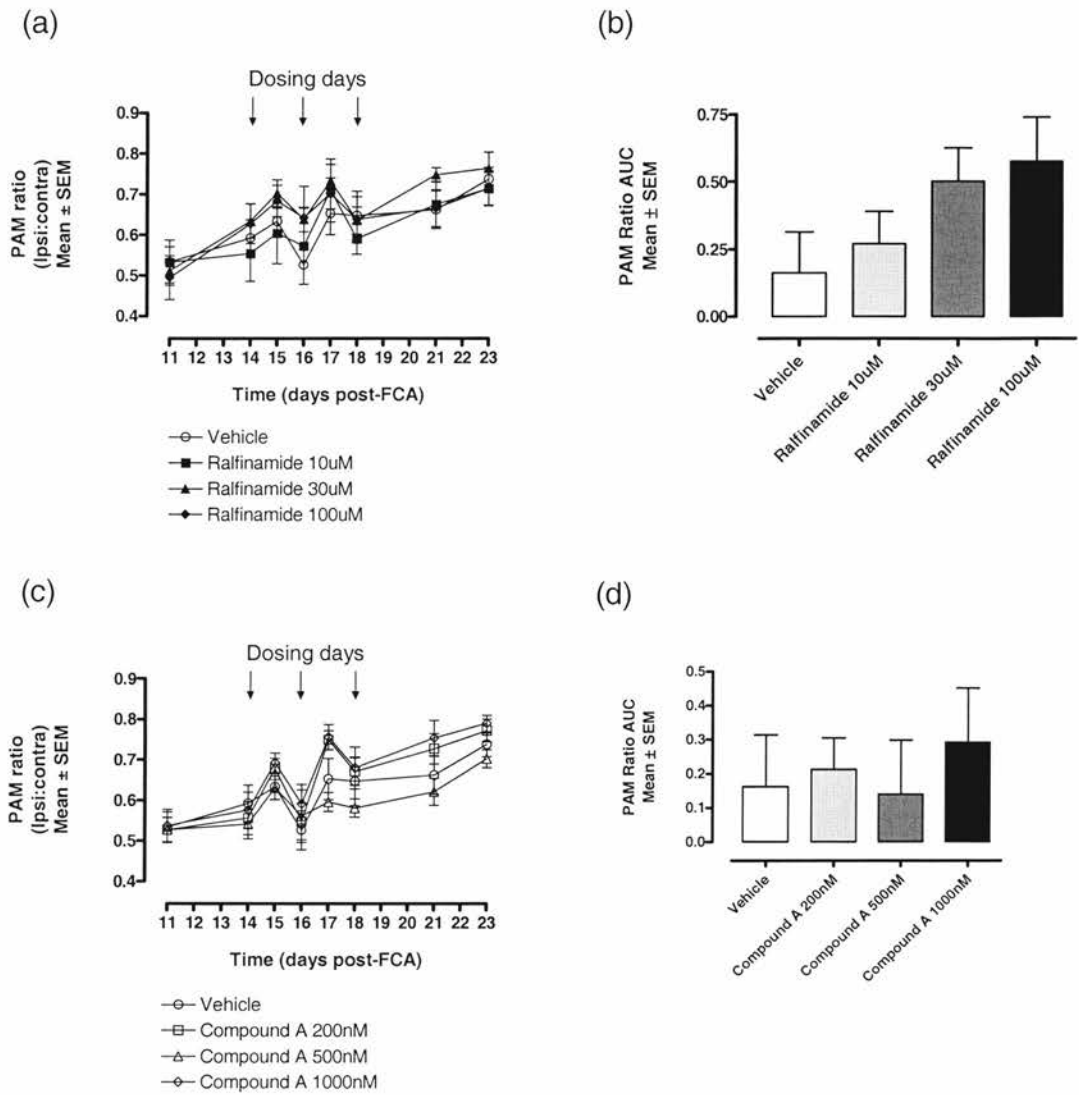 (a)
Dosing days
0.9
0.8
0.7
0.6
0.5
0.4
PAM ratio
(Ipsi:contra)
Mean ± SEM
11 12 13 14 15 16 17 18 19 20 21 23
Time (days post-FCA)
Vehicle
Ralfinamide 10uM
Ralfinamide 30uM
Ralfinamide 100uM
(b)
0.75
0.50
0.25
0.00
PAM Ratio AUC
Mean ± SEM
Vehicle
Ralfinamide 10uM
Ralfinamide 30uM
Ralfinamide 100uM
(c)
Dosing days
0.9
0.8
0.7
0.6
0.5
0.4
PAM ratio
(Ipsi:contra)
Mean ± SEM
11 12 13 14 15 16 17 18 19 20 21 23
Time (days post-FCA)
Vehicle
Compound A 200nM
Compound A 500nM
Compound A 1000nM
(d)
0.5
0.4
0.3
0.2
0.1
0.0
PAM Ratio AUC
Mean ± SEM
Vehicle
Compound A 200nM
Compound A 500nM
Compound A 1000nM